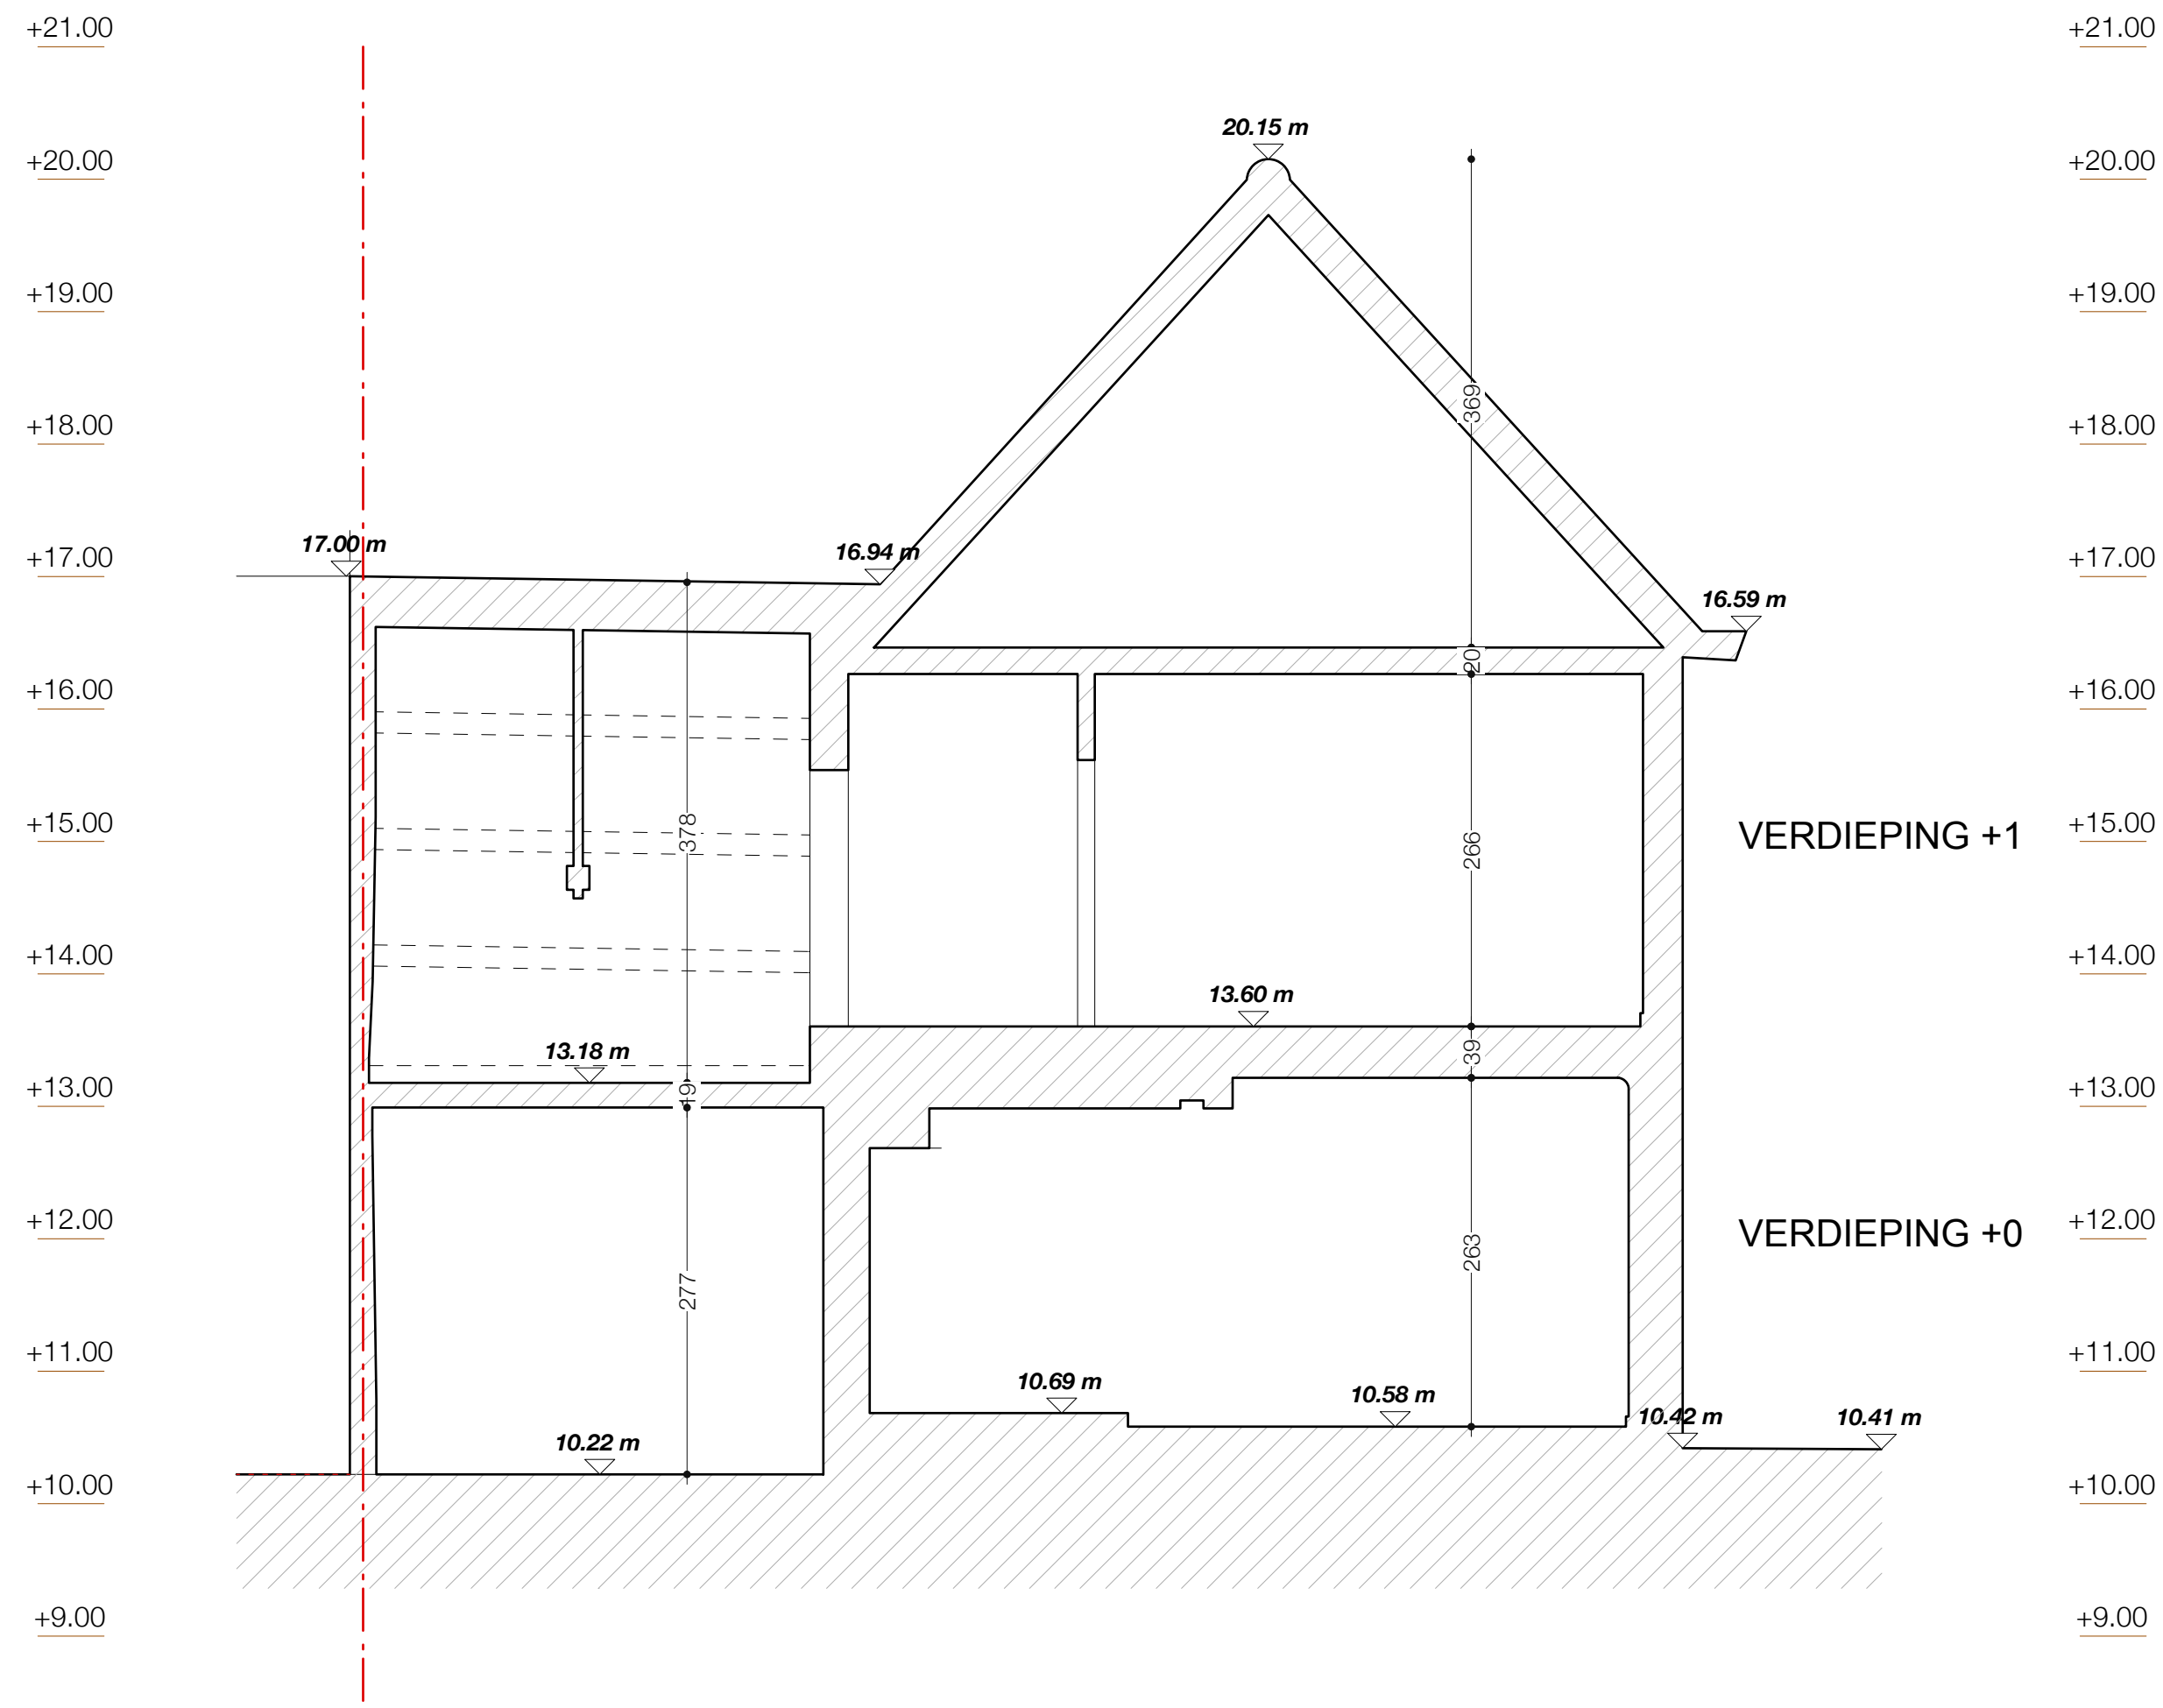 +21.00 +21.00
20.15 m
+20.00 +20.00
+19.00 +19.00
369
+18.00 +18.00
17.00 m 16.94 m
+17.00 +17.00
16.59 m
20
+16.00 +16.00
+15.00 378 266 VERDIEPING +1 +15.00
+14.00 +14.00
13.60 m
13.18 m 39
+13.00 19 +13.00
+12.00 VERDIEPING +0 +12.00
277 263
+11.00 +11.00
10.69 m 10.58 m
10.42 m 10.41 m
10.22 m
+10.00 +10.00
+9.00 +9.00